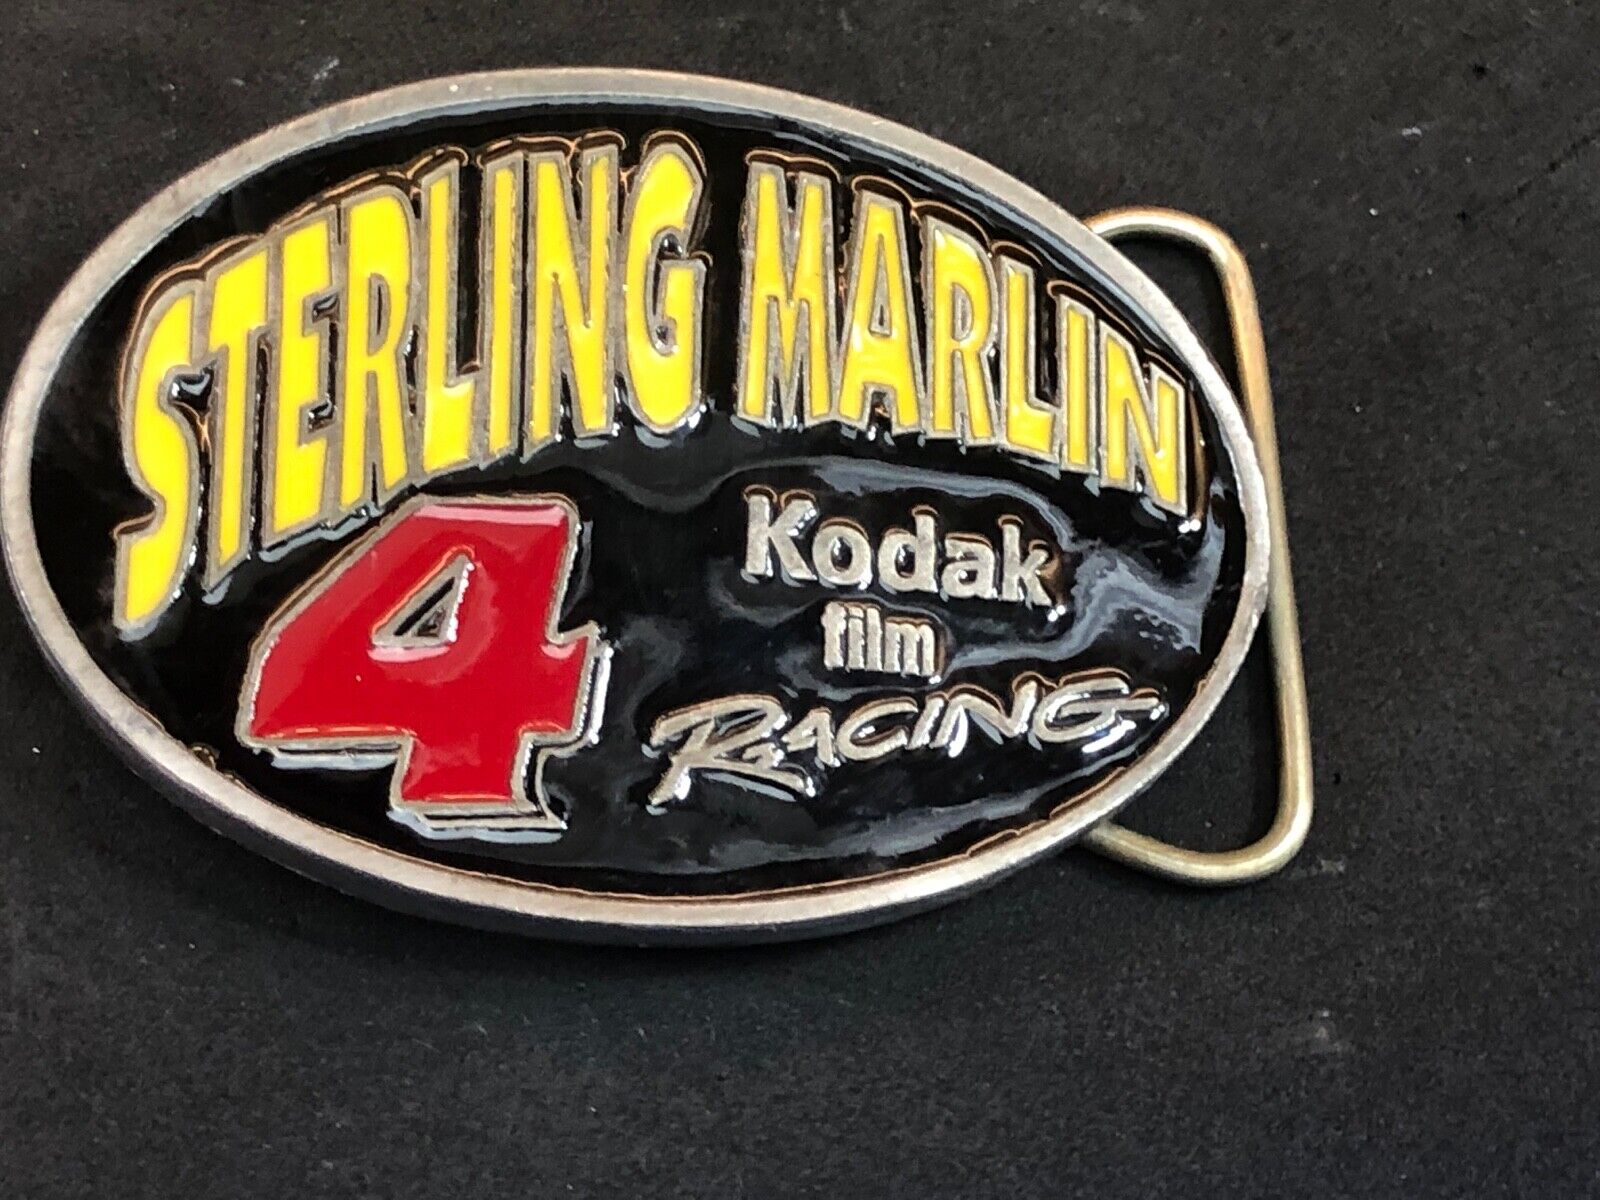 STERLING MARLIN
4
Kodak
film
RACING